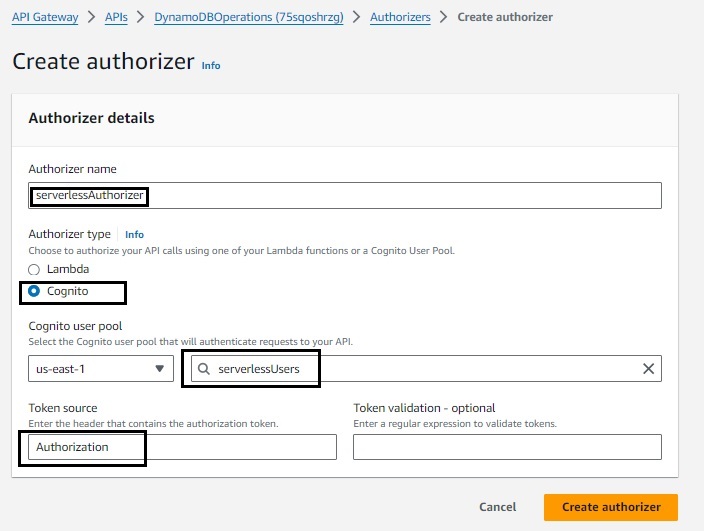 API Gateway > APIs > DynamoDBOperations (75sqoshrzg) > Authorizers > Create authorizer
Create authorizer Info
Authorizer details
Authorizer name
serverlessAuthorizer
Authorizer type Info
Choose to authorize your API calls using one of your Lambda functions or a Cognito User Pool.
Lambda
Cognito
Cognito user pool
Select the Cognito user pool that will authenticate requests to your API.
us-east-1 serverlessUsers
Token source Token validation - optional
Enter the header that contains the authorization token. Enter a regular expression to validate tokens.
Authorization
Cancel Create authorizer